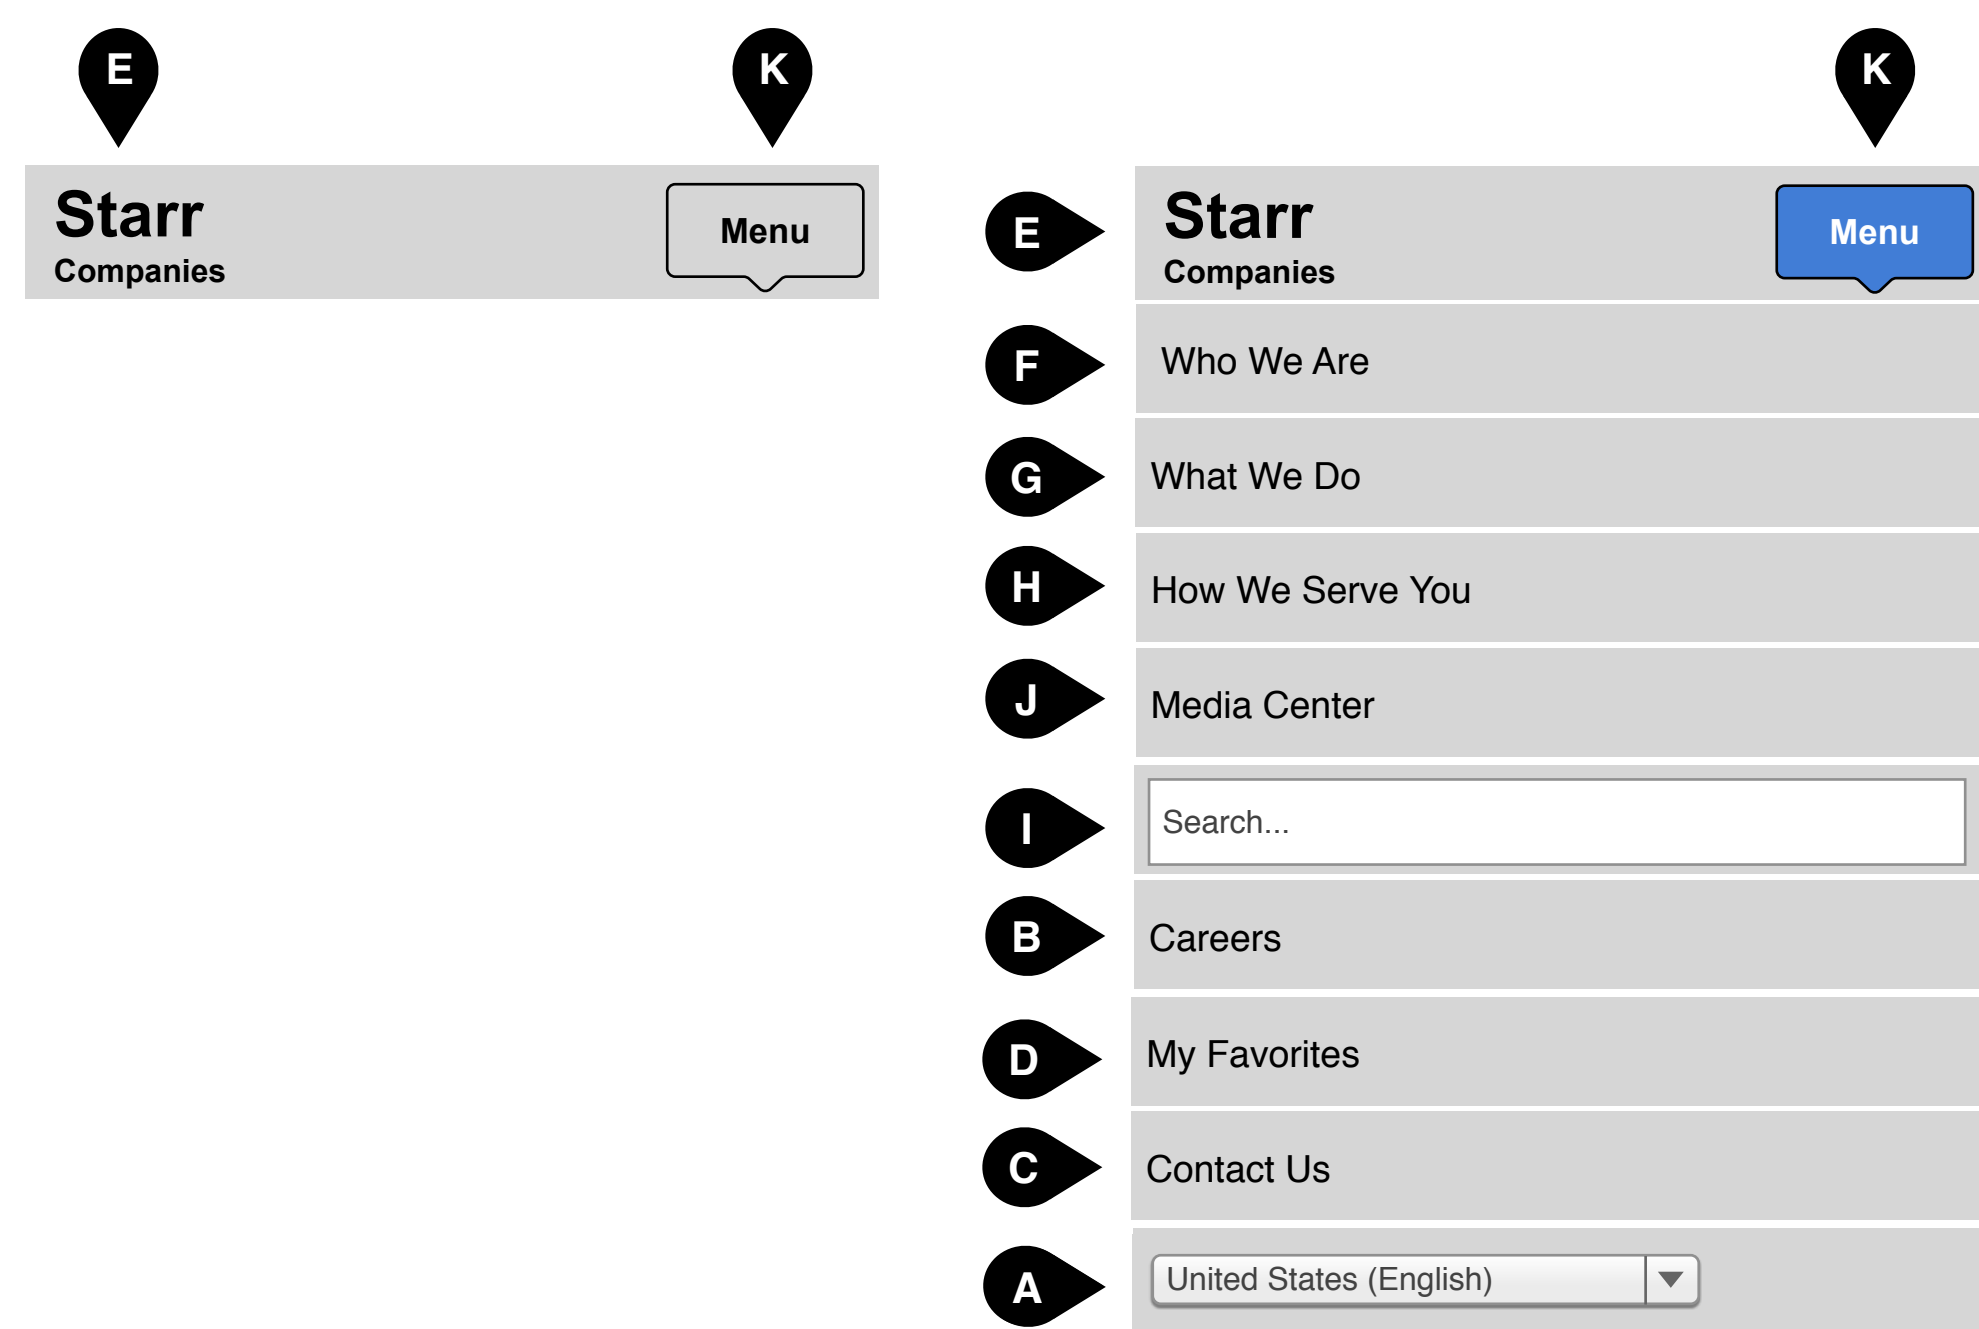 E
K
Starr
Companies
Menu
K
E
Starr
Companies
Menu
F
Who We Are
G
What We Do
H
How We Serve You
J
Media Center
I
Search...
B
Careers
D
My Favorites
C
Contact Us
A
United States (English)